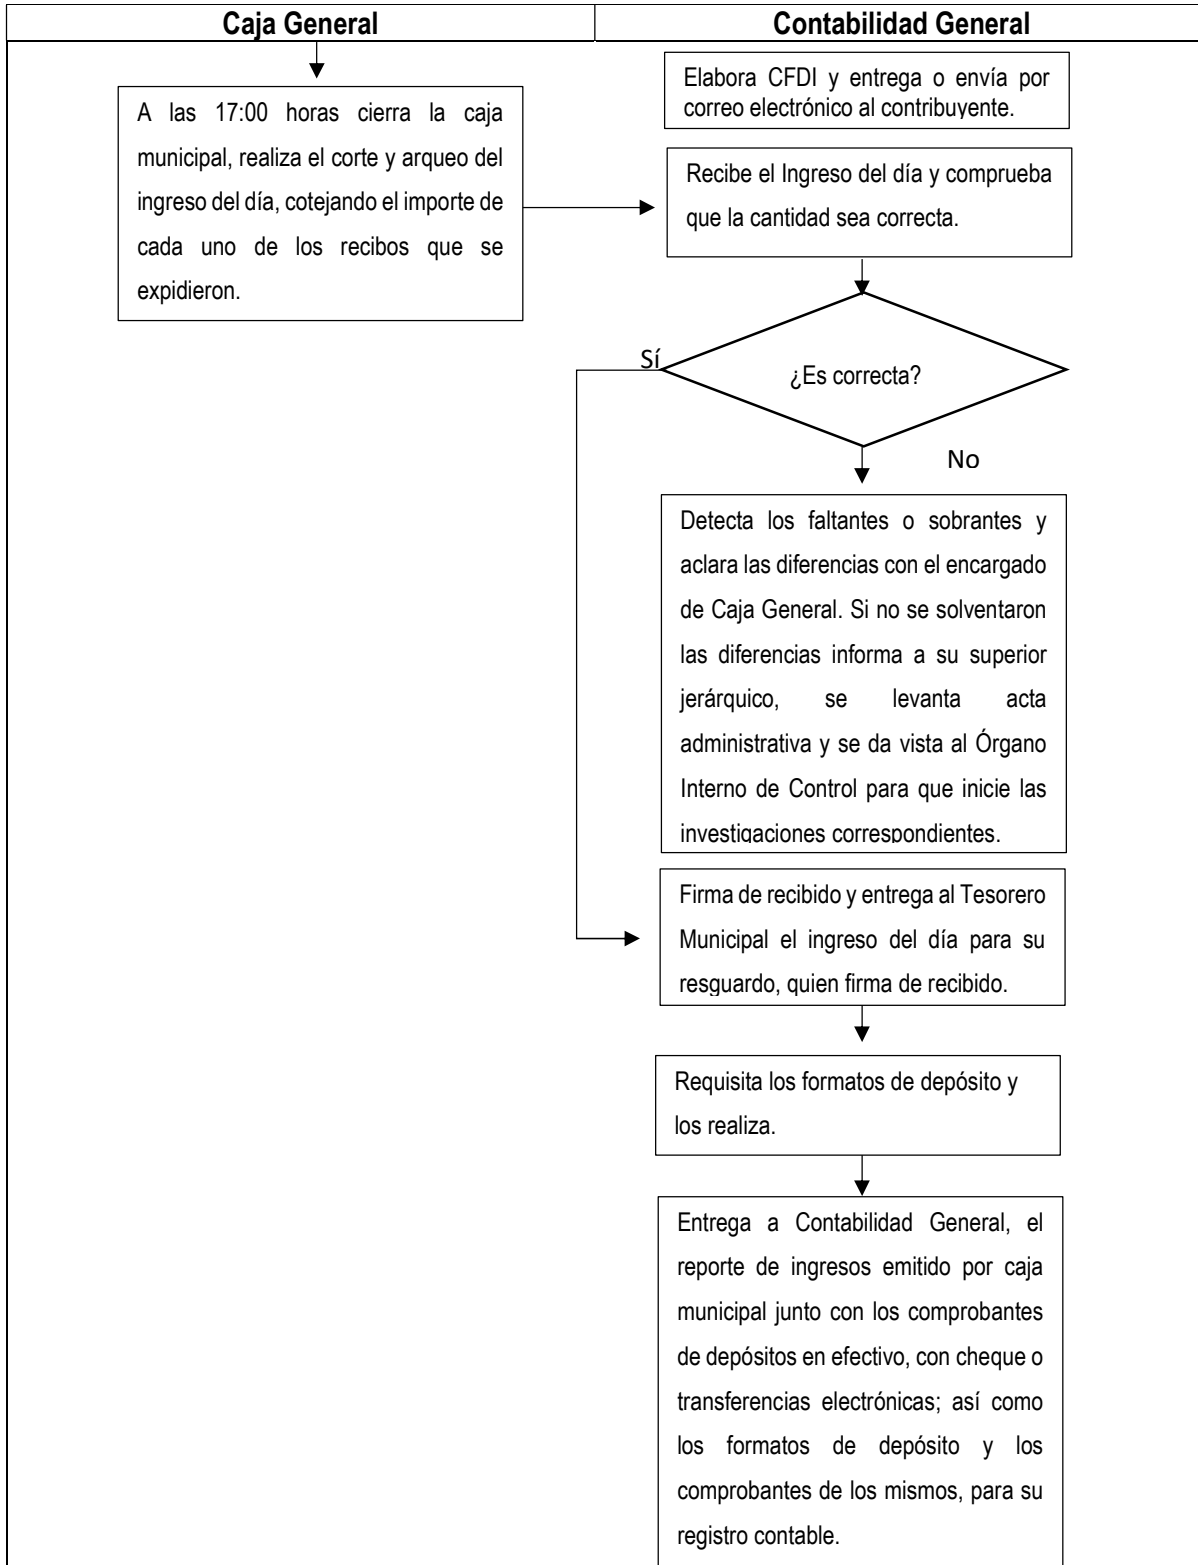 Caja General
Contabilidad General
A las 17:00 horas cierra la caja
municipal, realiza el corte y arqueo del
ingreso del día, cotejando el importe de
cada uno de los recibos que se
expidieron.
Elabora CFDI y entrega o envía por
correo electrónico al contribuyente.
Recibe el Ingreso del día y comprueba
que la cantidad sea correcta.
Sí
¿Es correcta?
No
Detecta los faltantes o sobrantes y
aclara las diferencias con el encargado
de Caja General. Si no se solventaron
las diferencias informa a su superior
jerárquico, se levanta acta
administrativa y se da vista al Órgano
Interno de Control para que inicie las
investigaciones correspondientes.
Firma de recibido y entrega al Tesorero
Municipal el ingreso del día para su
resguardo, quien firma de recibido.
Requisita los formatos de depósito y
los realiza.
Entrega a Contabilidad General, el
reporte de ingresos emitido por caja
municipal junto con los comprobantes
de depósitos en efectivo, con cheque o
transferencias electrónicas; así como
los formatos de depósito y los
comprobantes de los mismos, para su
registro contable.